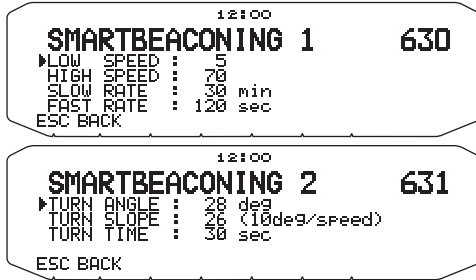 12:00
SMARTBEACONING 1 630
▶LOW SPEED : 5
HIGH SPEED : 70
SLOW RATE : 30 min
FAST RATE : 120 sec
ESC BACK
12:00
SMARTBEACONING 2 631
▶TURN ANGLE : 28 deg
TURN SLOPE : 26 (10deg/speed)
TURN TIME : 30 sec
ESC BACK